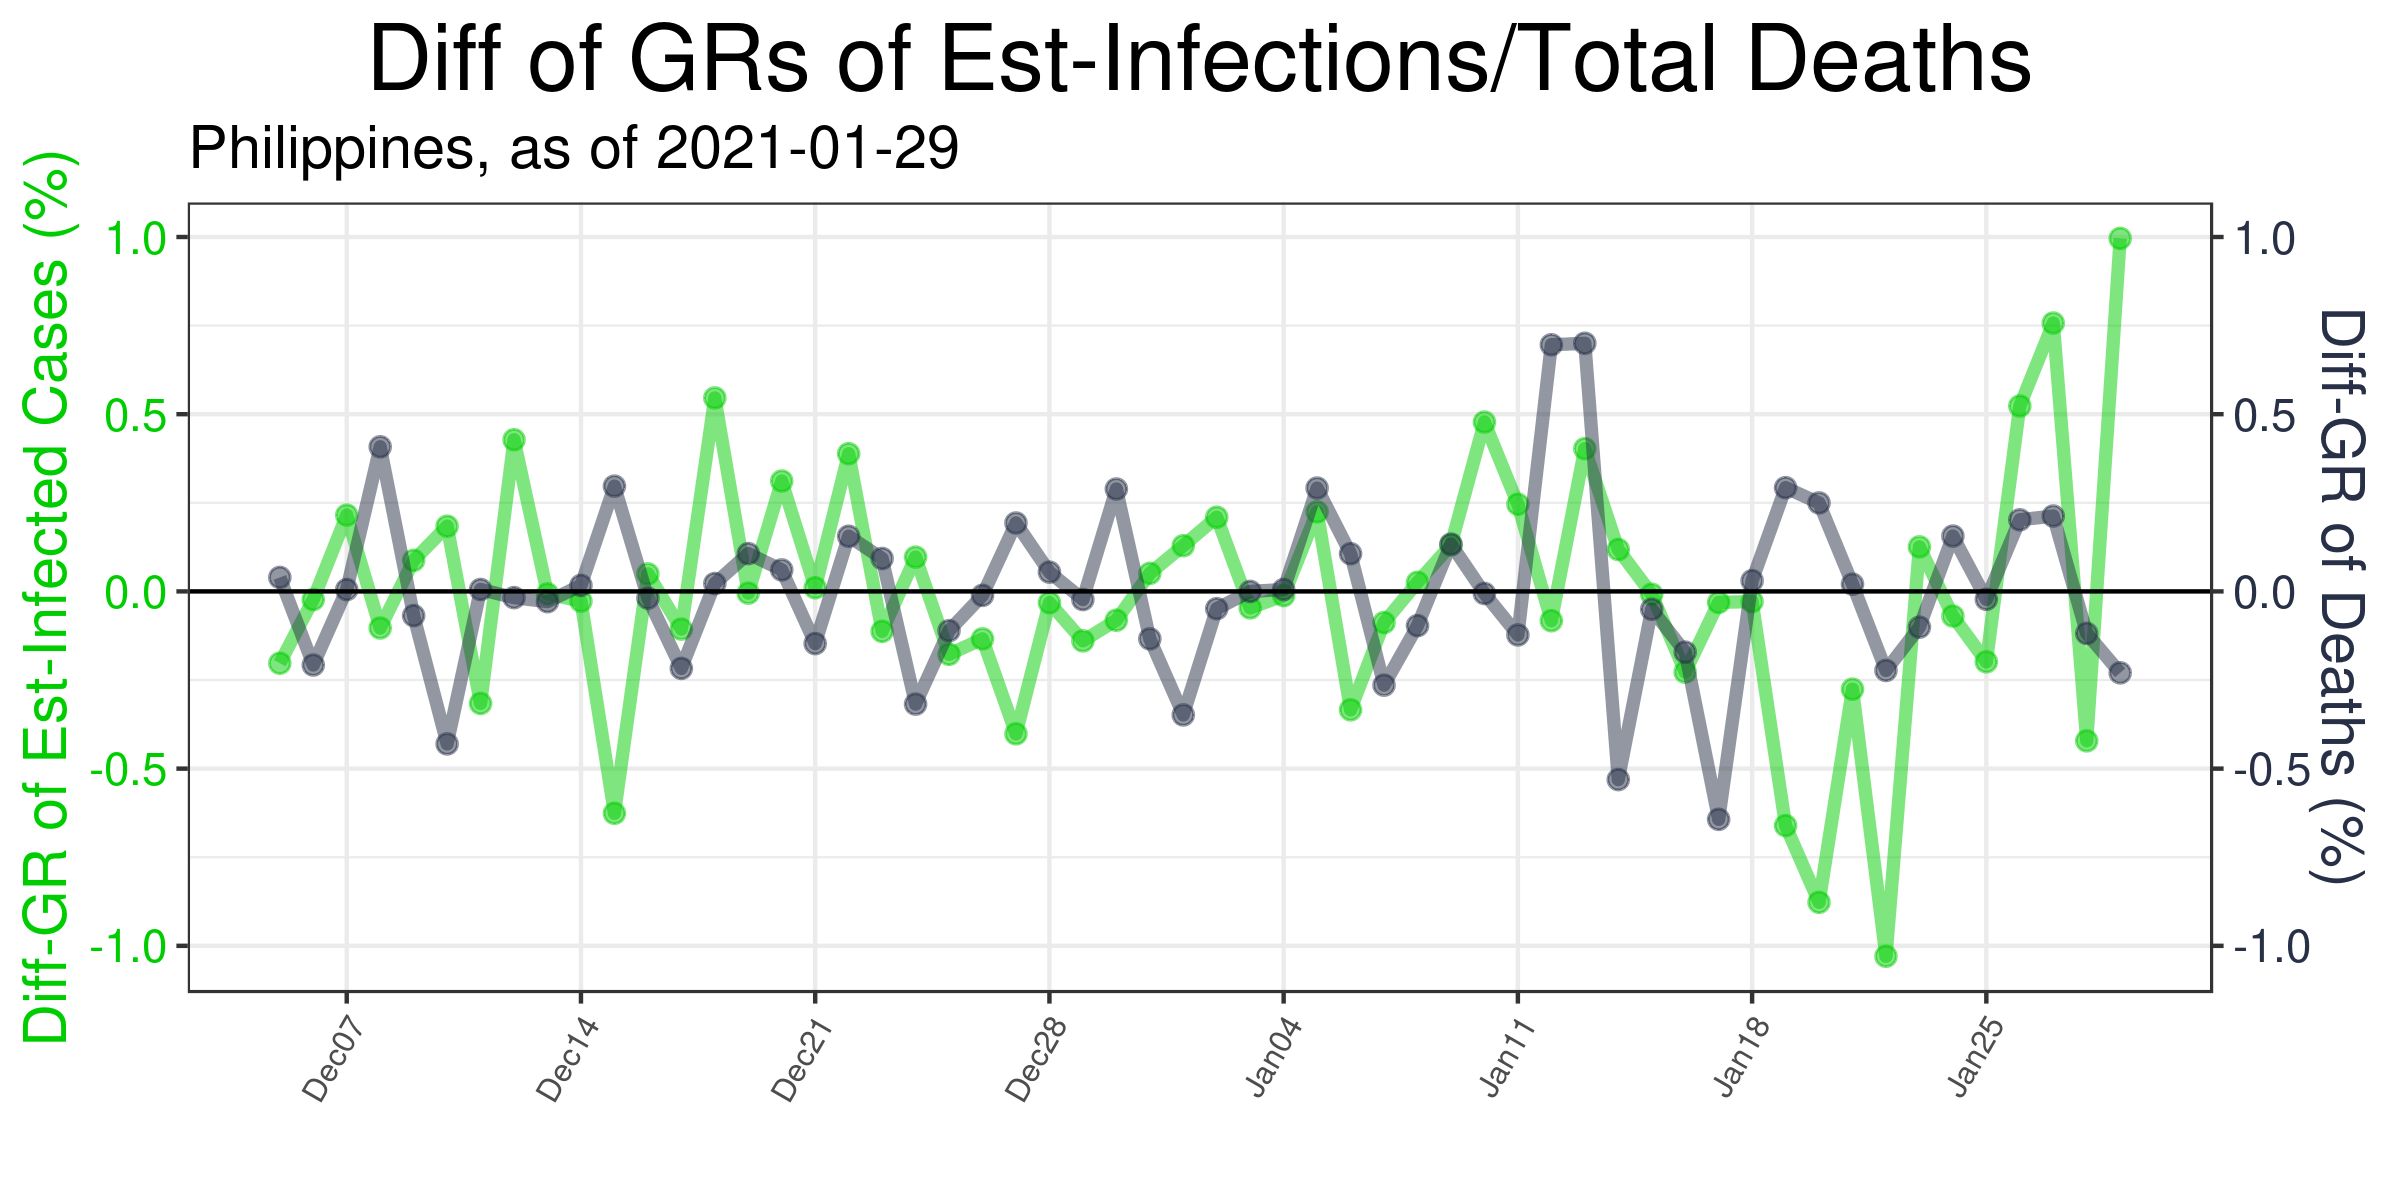 Diff of GRs of Est-Infections/Total Deaths
Philippines, as of 2021-01-29
Diff-GR of Est-Infected Cases (%)
1.0
0.5
0.0
-0.5
-1.0
1.0
0.5
0.0
-0.5
-1.0
Diff-GR of Deaths (%)
Dec07
Dec14
Dec21
Dec28
Jan04
Jan11
Jan18
Jan25